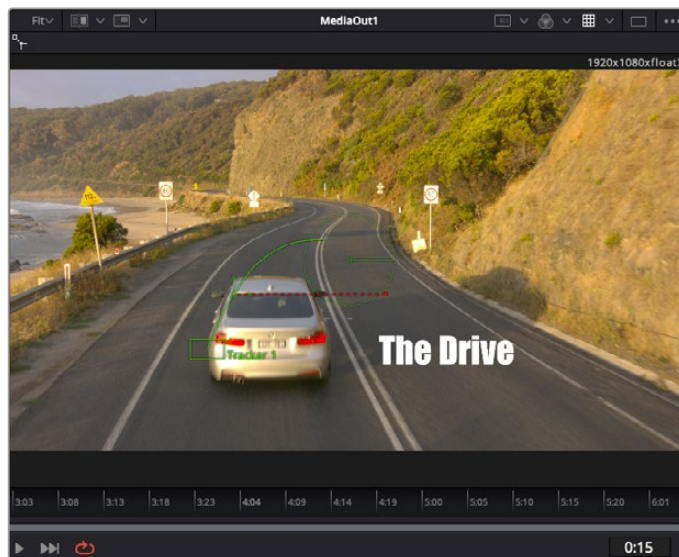 Fit MediaOut1
1920x1080xfloat3
Tracker 1
The Drive
3:03 3:08 3:13 3:18 3:23 4:04 4:09 4:14 4:19 5:00 5:05 5:10 5:15 5:20 6:01
0:15